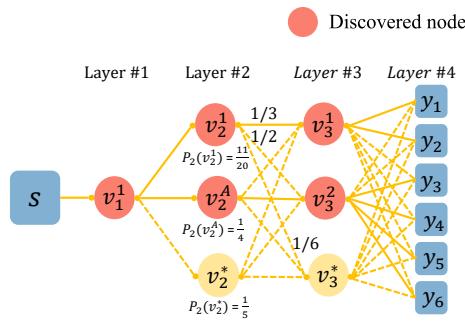 Discovered node
Layer #1 Layer #2 Layer #3 Layer #4
s
v_1^1
v_2^1
P_2(v_2^1) = 11/20
v_2^A
P_2(v_2^A) = 1/4
v_2^*
P_2(v_2^*) = 1/5
1/3
1/2
1/6
v_3^1
v_3^2
v_3^*
y_1
y_2
y_3
y_4
y_5
y_6